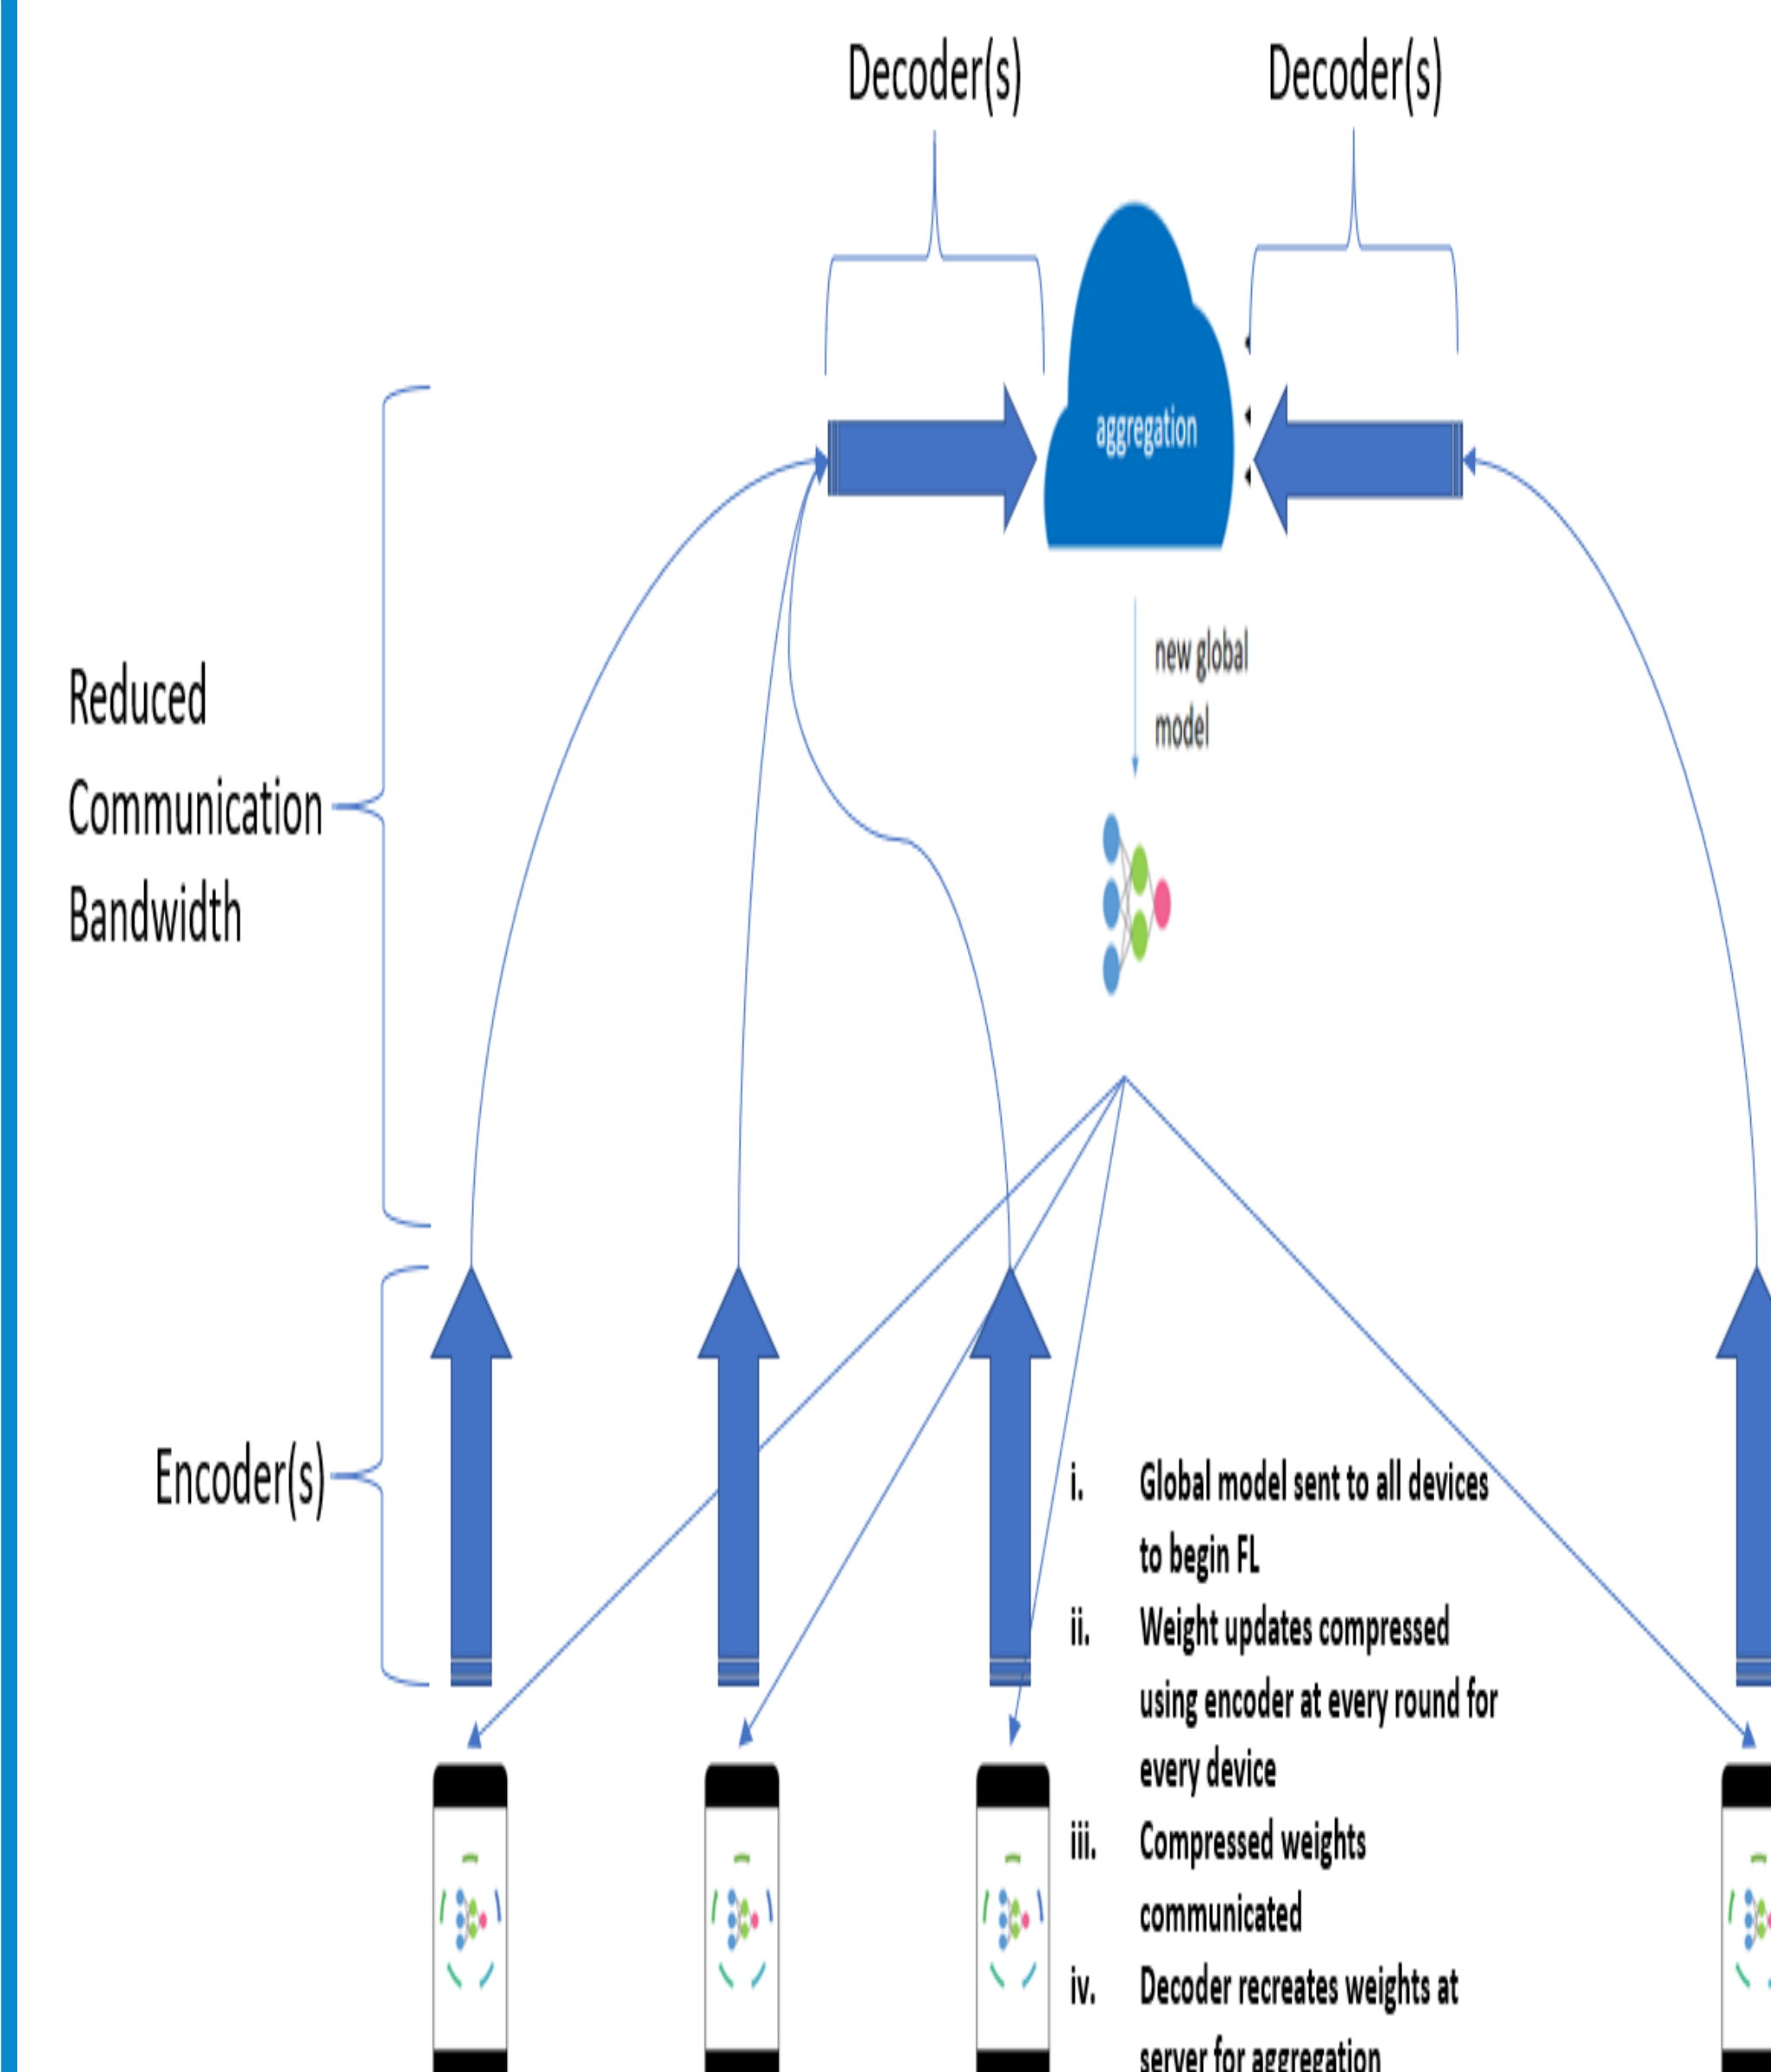 Decoder(s)
Decoder(s)
aggregation
new global
model
Reduced
Communication
Bandwidth
Encoder(s)
i. Global model sent to all devices
to begin FL
ii. Weight updates compressed
using encoder at every round for
every device
iii. Compressed weights
communicated
iv. Decoder recreates weights at
server for aggregation